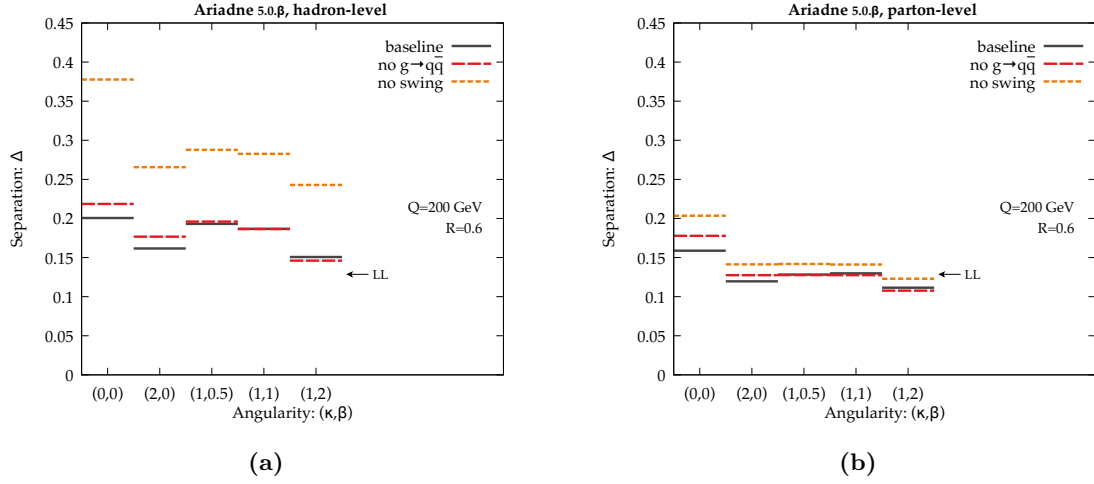 Ariadne 5.0.β, hadron-level
0.45
0.4
0.35
0.3
0.25
0.2
0.15
0.1
0.05
0
Separation: Δ
baseline
no g→qq̅
no swing
Q=200 GeV
R=0.6
LL
(0,0) (2,0) (1,0.5) (1,1) (1,2)
Angularity: (κ,β)
(a)
Ariadne 5.0.β, parton-level
0.45
0.4
0.35
0.3
0.25
0.2
0.15
0.1
0.05
0
Separation: Δ
baseline
no g→qq̅
no swing
Q=200 GeV
R=0.6
LL
(0,0) (2,0) (1,0.5) (1,1) (1,2)
Angularity: (κ,β)
(b)